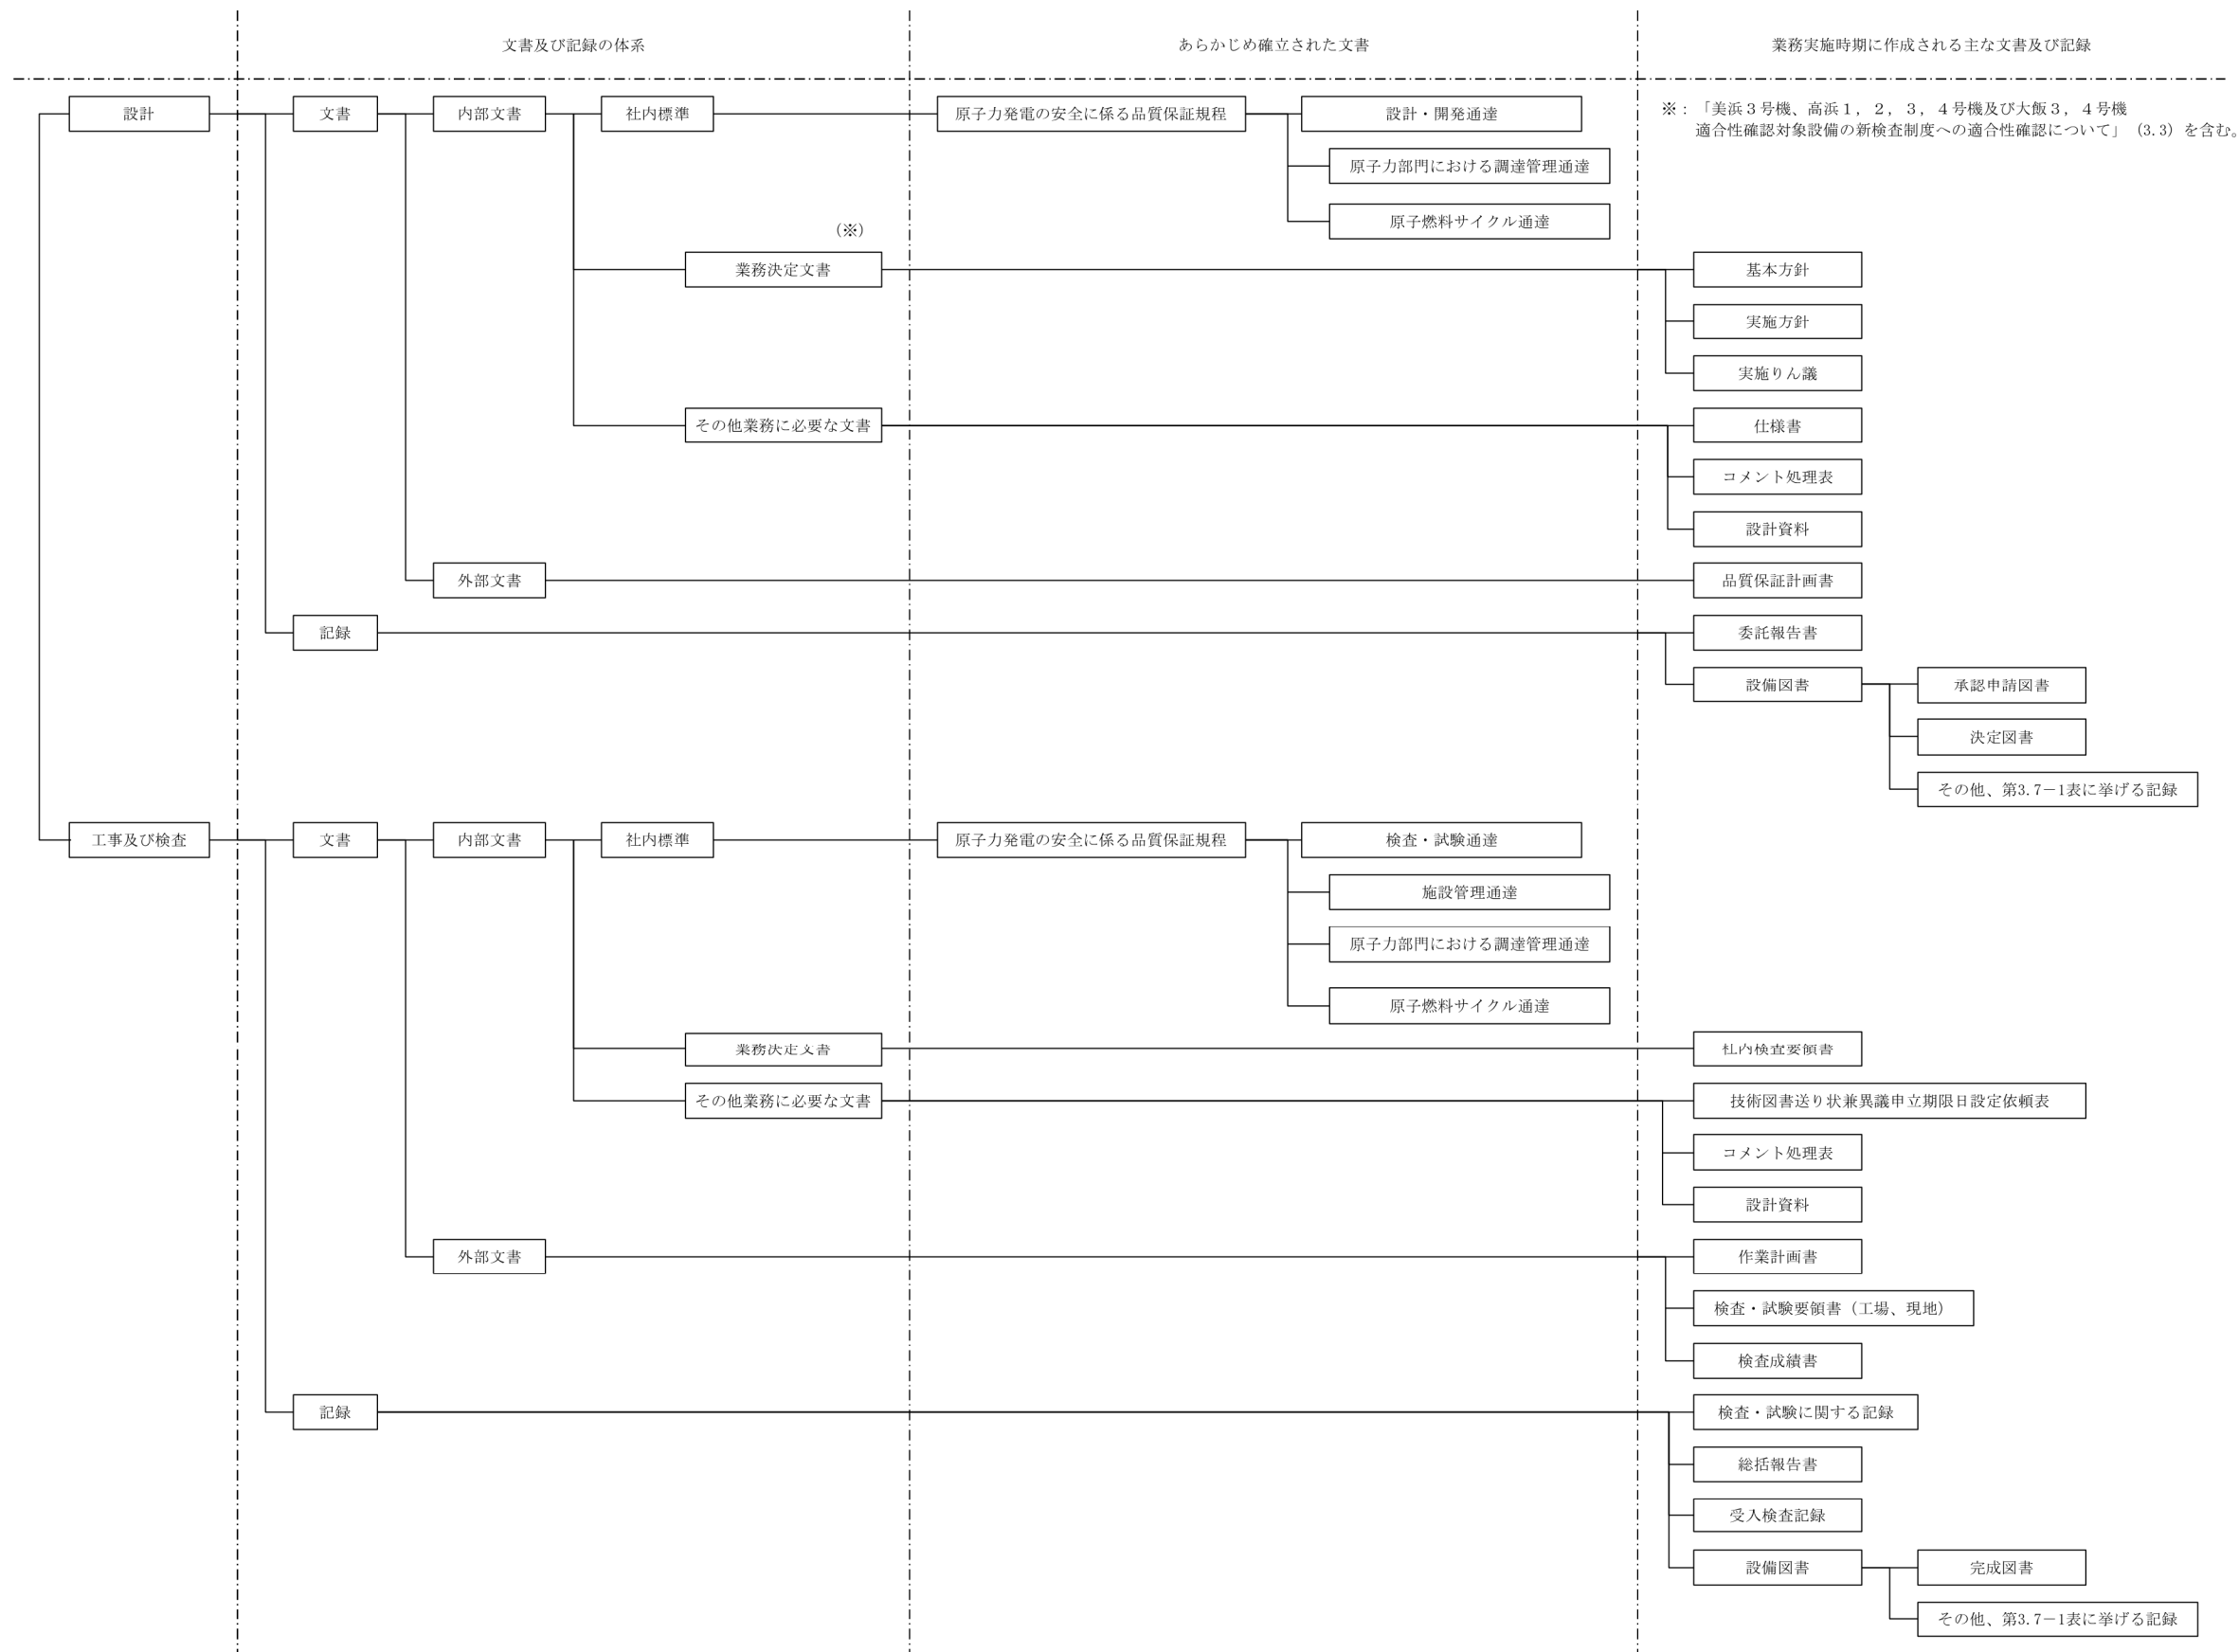 文書及び記録の体系
あらかじめ確立された文書
業務実施時期に作成される主な文書及び記録
設計
文書
内部文書
社内標準
原子力発電の安全に係る品質保証規程
設計・開発通達
※：「美浜３号機、高浜１，２，３，４号機及び大飯３，４号機
適合性確認対象設備の新検査制度への適合性確認について」（3.3）を含む。
原子力部門における調達管理通達
原子燃料サイクル通達
（※）
業務決定文書
基本方針
実施方針
実施りん議
その他業務に必要な文書
仕様書
コメント処理表
設計資料
外部文書
品質保証計画書
記録
委託報告書
設備図書
承認申請図書
決定図書
その他、第3.7－1表に挙げる記録
工事及び検査
文書
内部文書
社内標準
原子力発電の安全に係る品質保証規程
検査・試験通達
施設管理通達
原子力部門における調達管理通達
原子燃料サイクル通達
業務決定文書
社内検査要領書
その他業務に必要な文書
技術図書送り状兼異議申立期限日設定依頼表
コメント処理表
設計資料
外部文書
作業計画書
検査・試験要領書（工場、現地）
検査成績書
記録
検査・試験に関する記録
総括報告書
受入検査記録
設備図書
完成図書
その他、第3.7－1表に挙げる記録